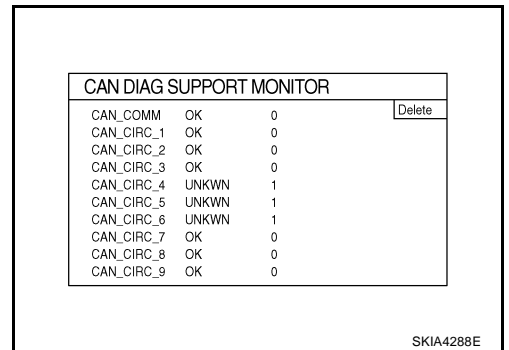 CAN DIAG SUPPORT MONITOR
Delete
CAN_COMM OK 0
CAN_CIRC_1 OK 0
CAN_CIRC_2 OK 0
CAN_CIRC_3 OK 0
CAN_CIRC_4 UNKWN 1
CAN_CIRC_5 UNKWN 1
CAN_CIRC_6 UNKWN 1
CAN_CIRC_7 OK 0
CAN_CIRC_8 OK 0
CAN_CIRC_9 OK 0
SKIA4288E